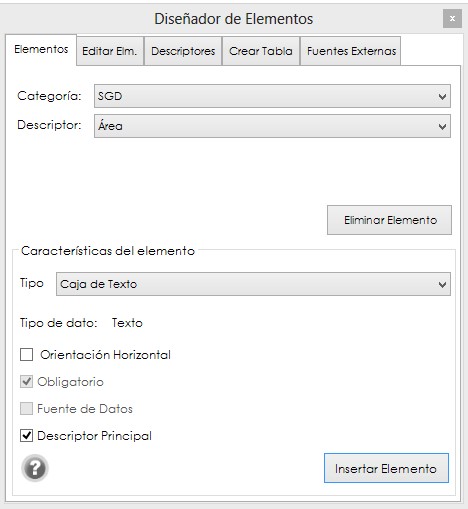 Diseñador de Elementos
x
Elementos Editar Elm. Descriptores Crear Tabla Fuentes Externas
Categoría: SGD
Descriptor: Área
Eliminar Elemento
Características del elemento
Tipo Caja de Texto
Tipo de dato: Texto
Orientación Horizontal
Obligatorio
Fuente de Datos
Descriptor Principal
? Insertar Elemento